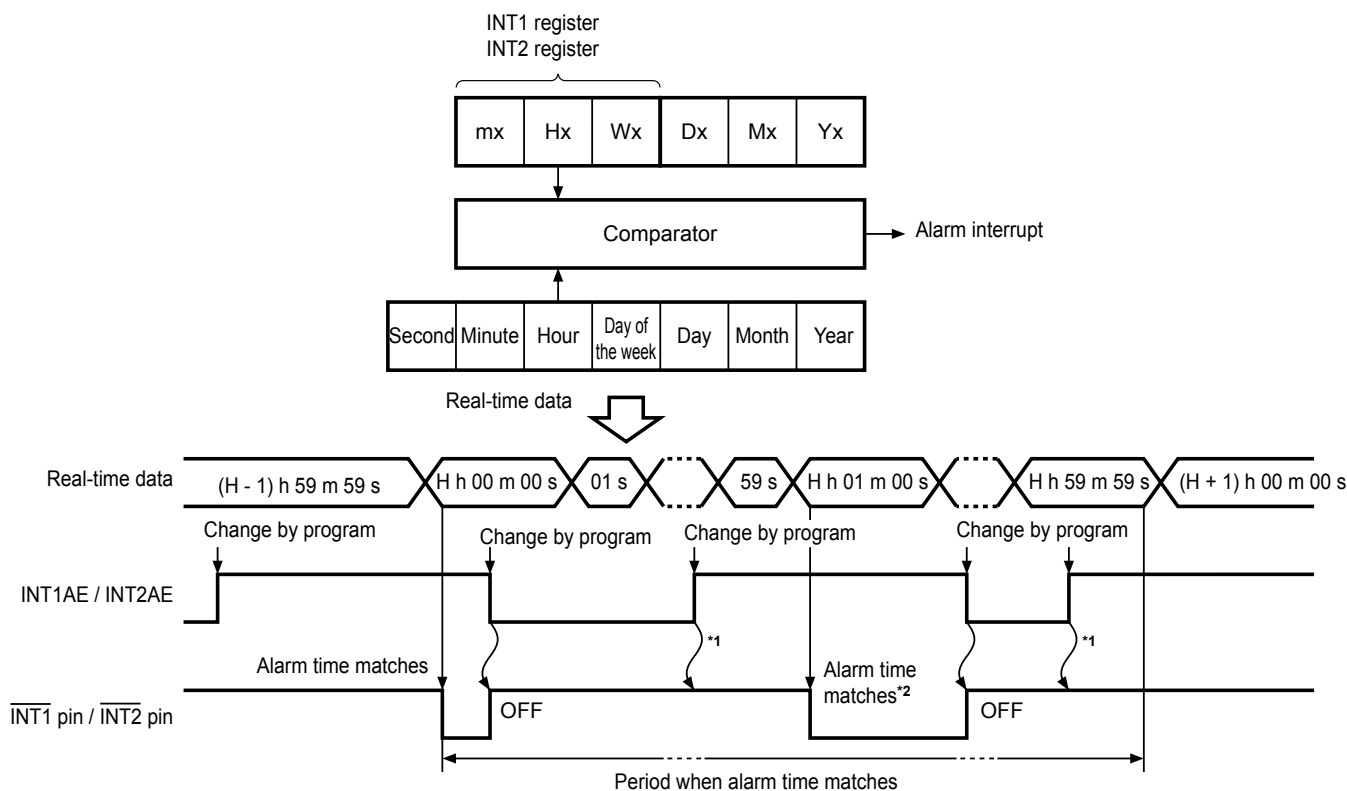 INT1 register
INT2 register
mx Hx Wx Dx Mx Yx
Comparator
Alarm interrupt
Second Minute Hour Day of the week Day Month Year
Real-time data
Real-time data
(H - 1) h 59 m 59 s
H h 00 m 00 s
01 s
59 s
H h 01 m 00 s
H h 59 m 59 s
(H + 1) h 00 m 00 s
Change by program
Change by program
Change by program
Change by program
INT1AE / INT2AE
*1
*1
Alarm time matches
Alarm time
matches*2
INT1 pin / INT2 pin
OFF
OFF
Period when alarm time matches